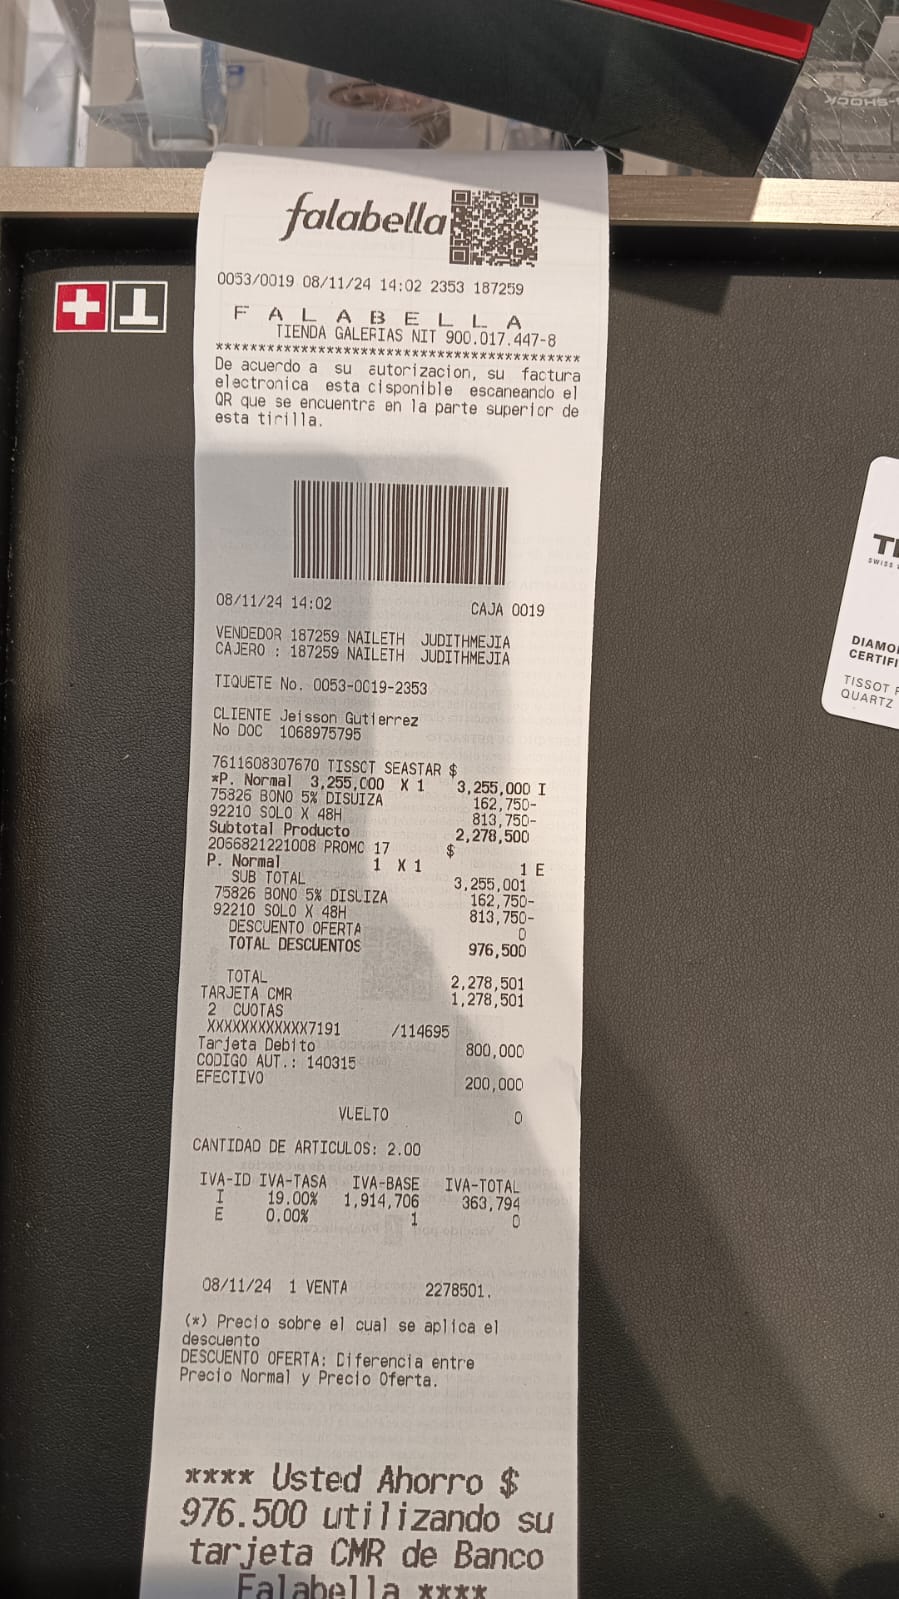 falabella
0053/0019 08/11/24 14:02 2353 187259
F A L A B E L L A
TIENDA GALERIAS NIT 900.017.447-8
******************************************
De acuerdo a su autorizacion, su factura
electronica esta cisponible escaneando el
QR que se encuentra en la parte superior de
esta tirilla.
08/11/24 14:02 CAJA 0019
VENDEDOR 187259 NAILETH JUDITHMEJIA
CAJERO : 187259 NAILETH JUDITHMEJIA
TIQUETE No. 0053-0019-2353
CLIENTE Jeisson Gutierrez
No DOC 1068975795
7611608307670 TISSOT SEASTAR $
*P. Normal 3,255,000 X 1 3,255,000 I
75826 BONO 5% DISUIZA 162,750-
92210 SOLO X 48H 813,750-
Subtotal Producto 2,278,500
2066821221008 PROMO 17 $
P. Normal 1 X 1 1 E
SUB TOTAL 3,255,001
75826 BONO 5% DISUIZA 162,750-
92210 SOLO X 48H 813,750-
DESCUENTO OFERTA 0
TOTAL DESCUENTOS 976,500
TOTAL 2,278,501
TARJETA CMR 1,278,501
2 CUOTAS
XXXXXXXXXXXX7191 /114695
Tarjeta Debito 800,000
CODIGO AUT.: 140315
EFECTIVO 200,000
VUELTO 0
CANTIDAD DE ARTICULOS: 2.00
IVA-ID IVA-TASA IVA-BASE IVA-TOTAL
I 19.00% 1,914,706 363,794
E 0.00% 1 0
08/11/24 1 VENTA 2278501.
(*) Precio sobre el cual se aplica el
descuento
DESCUENTO OFERTA: Diferencia entre
Precio Normal y Precio Oferta.
**** Usted Ahorro $
976.500 utilizando su
tarjeta CMR de Banco
Falabella ****
SWISS
DIAMO
CERTIFI
TISSOT
QUARTZ
G-SHOCK